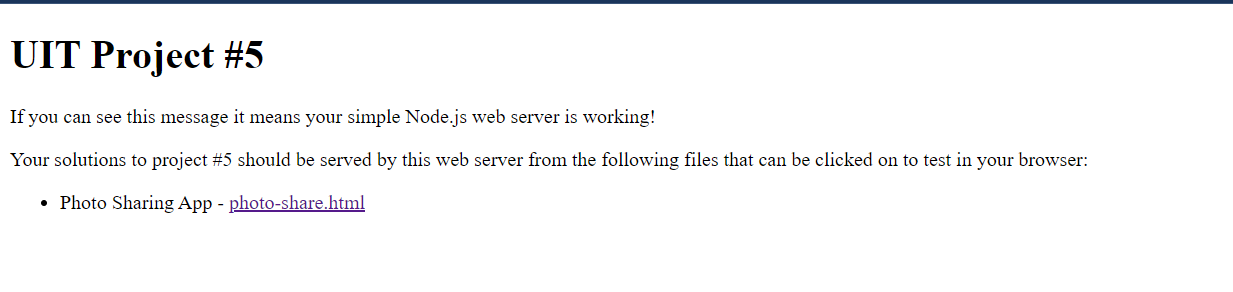 UIT Project #5
If you can see this message it means your simple Node.js web server is working!
Your solutions to project #5 should be served by this web server from the following files that can be clicked on to test in your browser:
• Photo Sharing App - photo-share.html